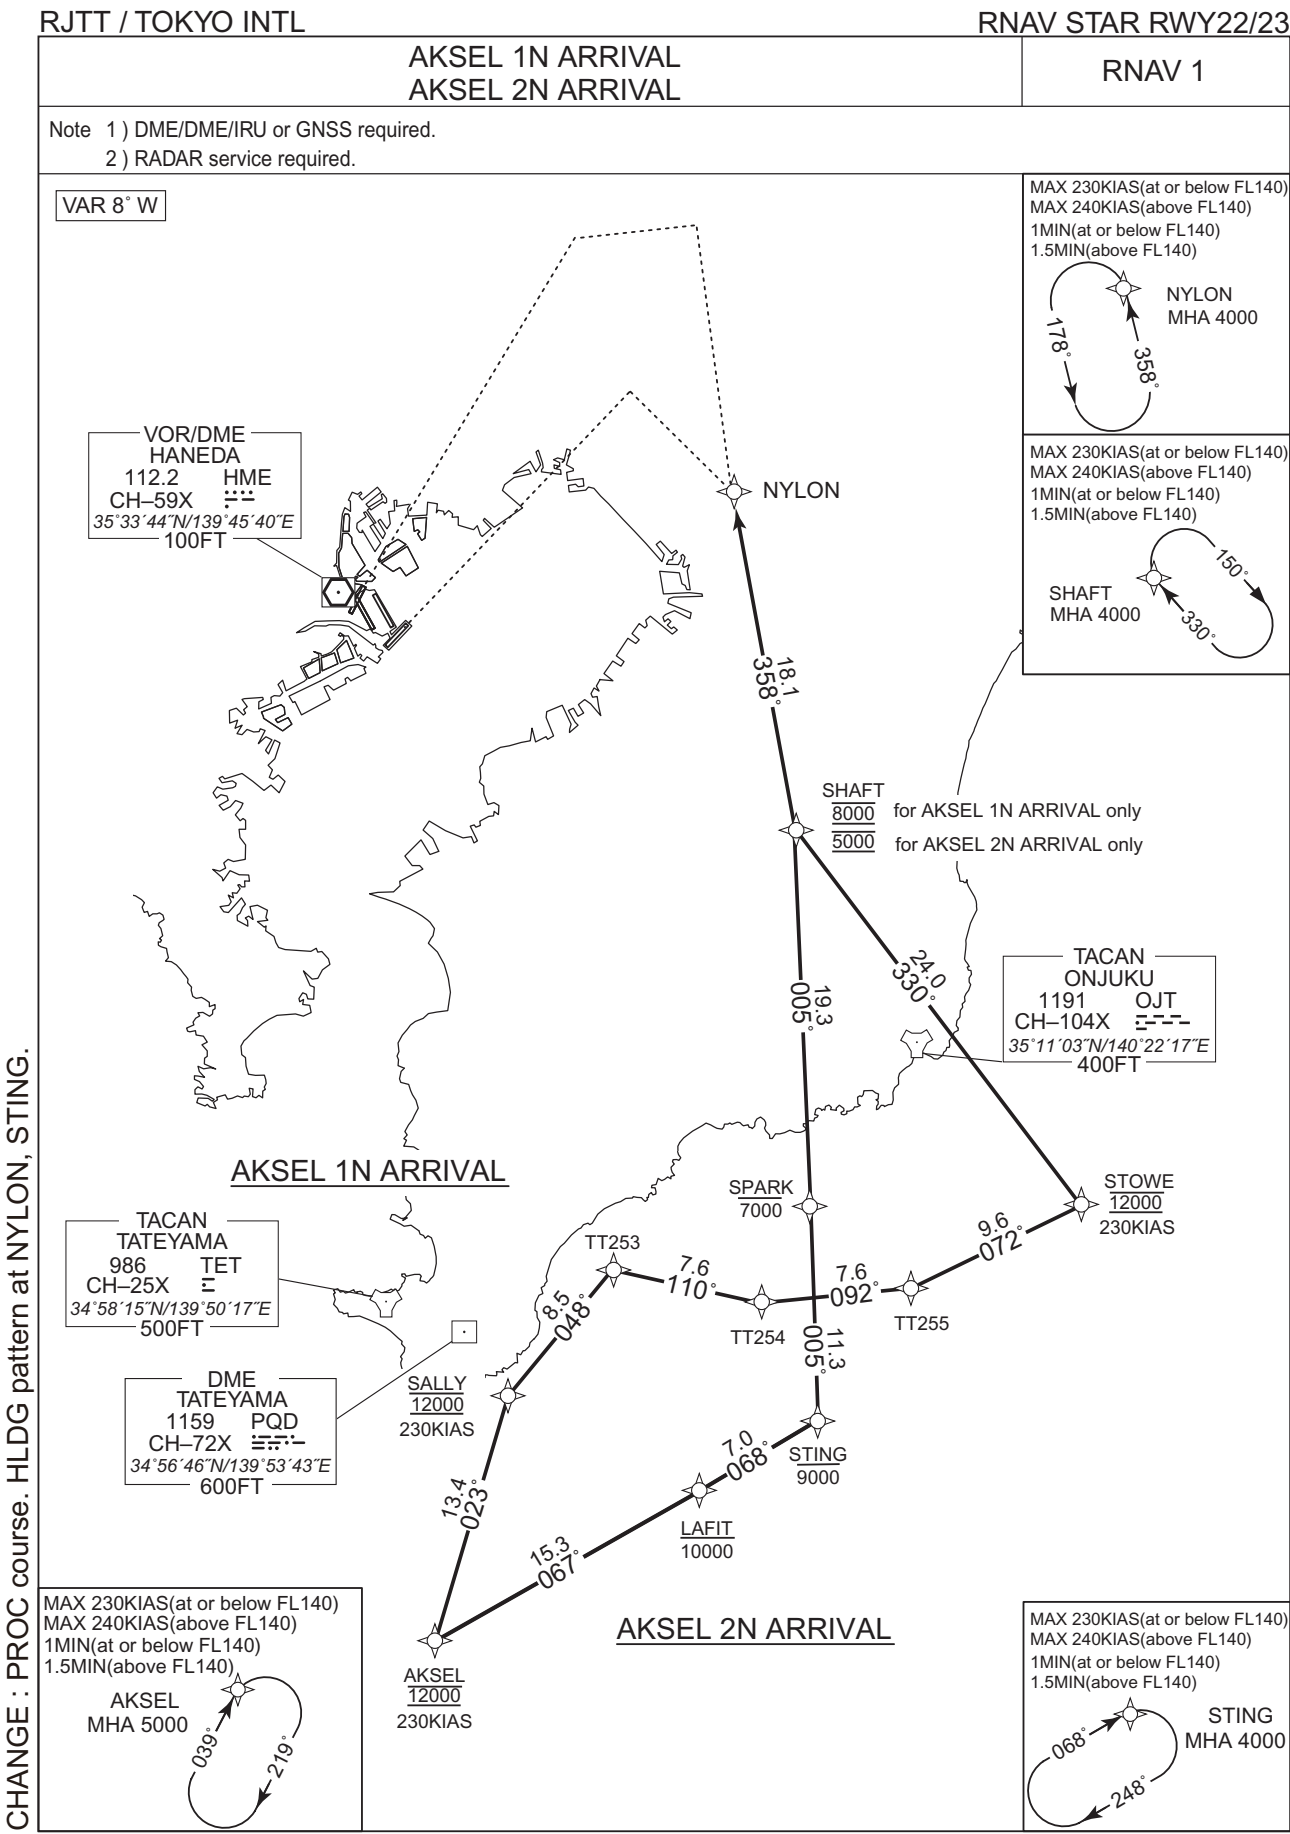 RJTT / TOKYO INTL
RNAV STAR RWY22/23
AKSEL 1N ARRIVAL
AKSEL 2N ARRIVAL
RNAV 1
Note 1 ) DME/DME/IRU or GNSS required.
2 ) RADAR service required.
VAR 8° W
MAX 230KIAS(at or below FL140)
MAX 240KIAS(above FL140)
1MIN(at or below FL140)
1.5MIN(above FL140)
NYLON
MHA 4000
178°
358°
MAX 230KIAS(at or below FL140)
MAX 240KIAS(above FL140)
1MIN(at or below FL140)
1.5MIN(above FL140)
SHAFT
MHA 4000
150°
330°
VOR/DME
HANEDA
112.2 HME
CH–59X
35°33´44˝N/139°45´40˝E
100FT
NYLON
18.1
358°
SHAFT
8000 for AKSEL 1N ARRIVAL only
5000 for AKSEL 2N ARRIVAL only
24.0
330°
19.3
005°
TACAN
ONJUKU
1191 OJT
CH–104X
35°11´03˝N/140°22´17˝E
400FT
AKSEL 1N ARRIVAL
SPARK
7000
STOWE
12000
230KIAS
TACAN
TATEYAMA
986 TET
CH–25X
34°58´15˝N/139°50´17˝E
500FT
TT253
7.6
110°
7.6
092°
9.6
072°
8.5
048°
TT254
TT255
11.3
005°
DME
TATEYAMA
1159 PQD
CH–72X
34°56´46˝N/139°53´43˝E
600FT
SALLY
12000
230KIAS
STING
9000
7.0
068°
13.4
023°
LAFIT
10000
15.3
067°
AKSEL
12000
230KIAS
AKSEL 2N ARRIVAL
MAX 230KIAS(at or below FL140)
MAX 240KIAS(above FL140)
1MIN(at or below FL140)
1.5MIN(above FL140)
AKSEL
MHA 5000
039°
219°
MAX 230KIAS(at or below FL140)
MAX 240KIAS(above FL140)
1MIN(at or below FL140)
1.5MIN(above FL140)
STING
MHA 4000
068°
248°
CHANGE : PROC course. HLDG pattern at NYLON, STING.